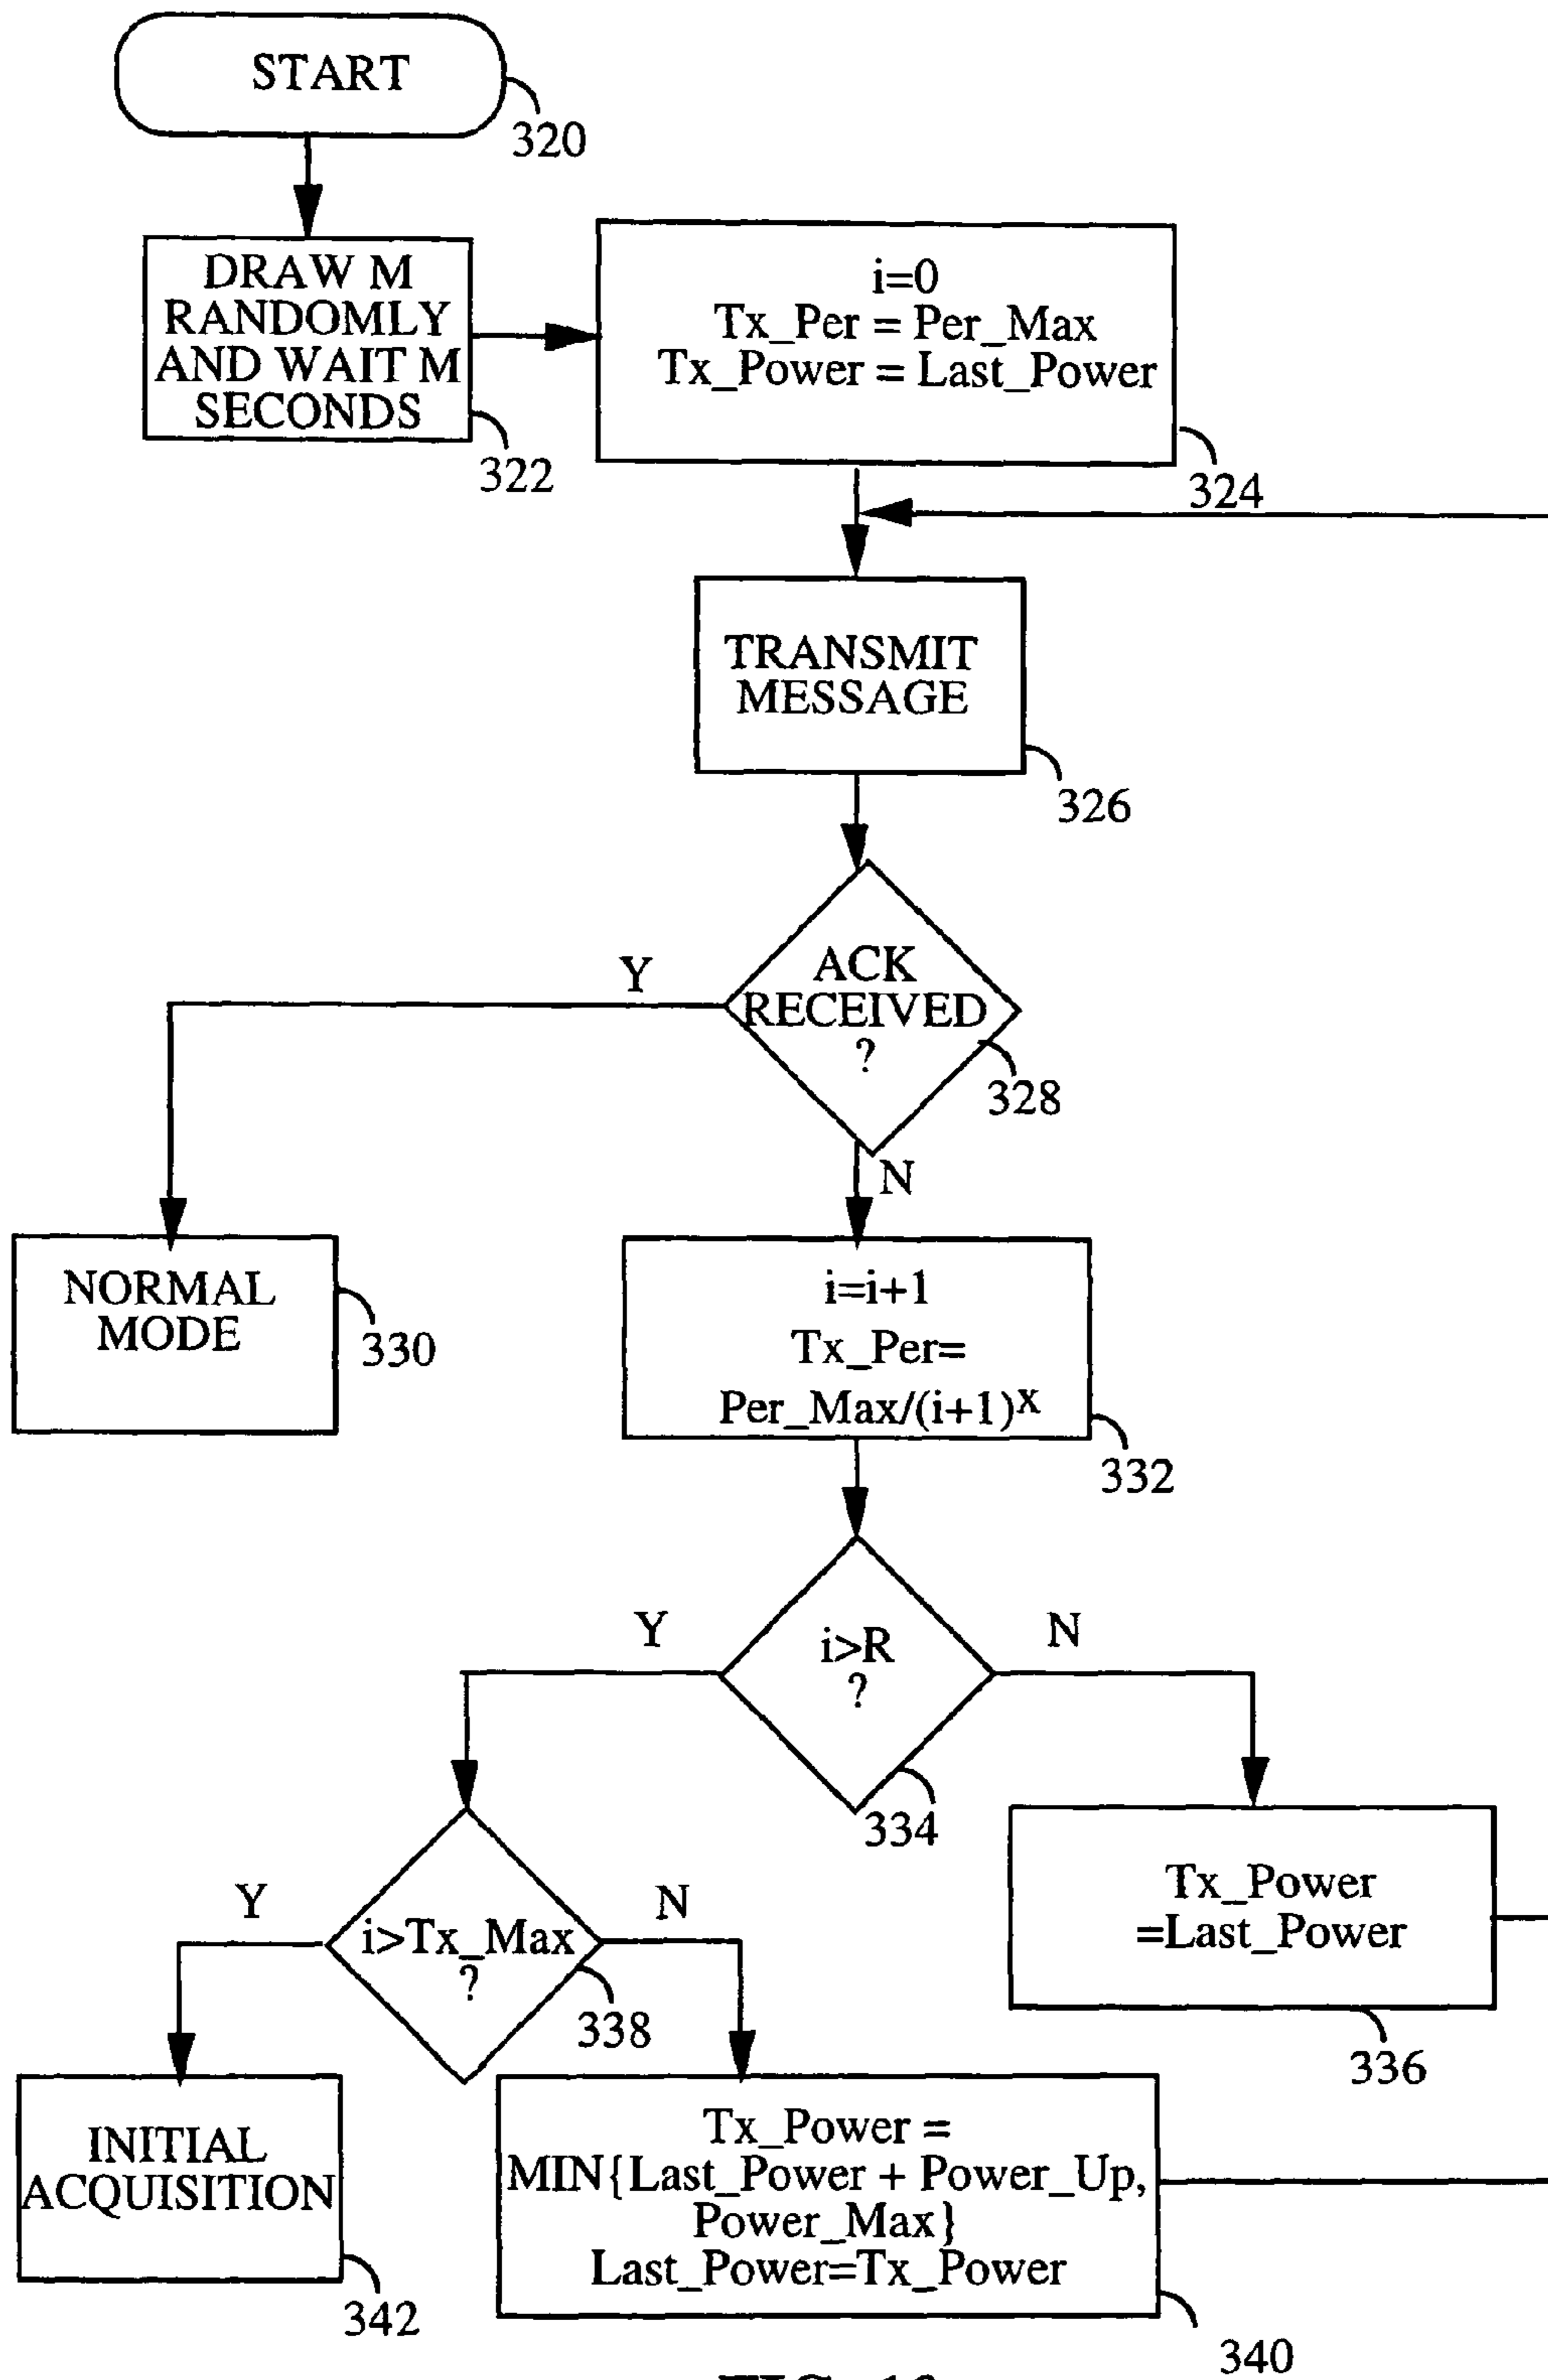 START
320
DRAW M
RANDOMLY
AND WAIT M
SECONDS
322
i=0
Tx_Per = Per_Max
Tx_Power = Last_Power
324
TRANSMIT
MESSAGE
326
ACK
RECEIVED
?
328
Y
N
NORMAL
MODE
330
i=i+1
Tx_Per=
Per_Max/(i+1)^x
332
i>R
?
334
Y
N
Tx_Power
=Last_Power
336
i>Tx_Max
?
338
Y
N
INITIAL
ACQUISITION
342
Tx_Power =
MIN{Last_Power + Power_Up,
Power_Max}
Last_Power=Tx_Power
340